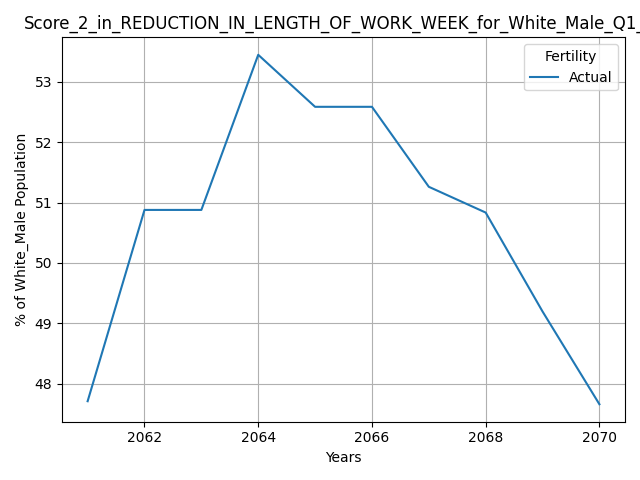 Score_2_in_REDUCTION_IN_LENGTH_OF_WORK_WEEK_for_White_Male_Q1_
Fertility
Actual
% of White_Male Population
53
52
51
50
49
48
2062
2064
2066
2068
2070
Years